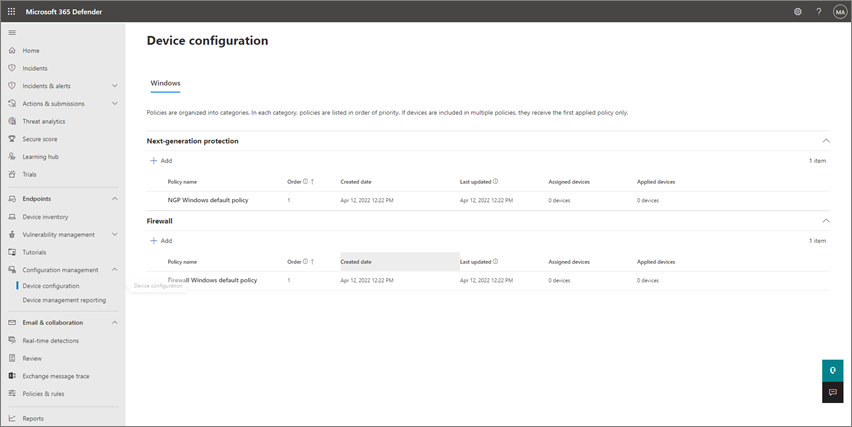 Microsoft 365 Defender
?
MA
Home
Incidents
Incidents & alerts
Actions & submissions
Threat analytics
Secure score
Learning hub
Trials
Endpoints
Device inventory
Vulnerability management
Tutorials
Configuration management
Device configuration
Device management reporting
Email & collaboration
Real-time detections
Review
Exchange message trace
Policies & rules
Reports
Device configuration
Device configuration
Windows
Policies are organized into categories. In each category, policies are listed in order of priority. If devices are included in multiple policies, they receive the first applied policy only.
Next-generation protection
+ Add 1 item
Policy name Order ↑ Created date Last updated Assigned devices Applied devices
NGP Windows default policy 1 Apr 12, 2022 12:22 PM Apr 12, 2022 12:22 PM 0 devices 0 devices
Firewall
+ Add 1 item
Policy name Order ↑ Created date Last updated Assigned devices Applied devices
Firewall Windows default policy 1 Apr 12, 2022 12:22 PM Apr 12, 2022 12:22 PM 0 devices 0 devices